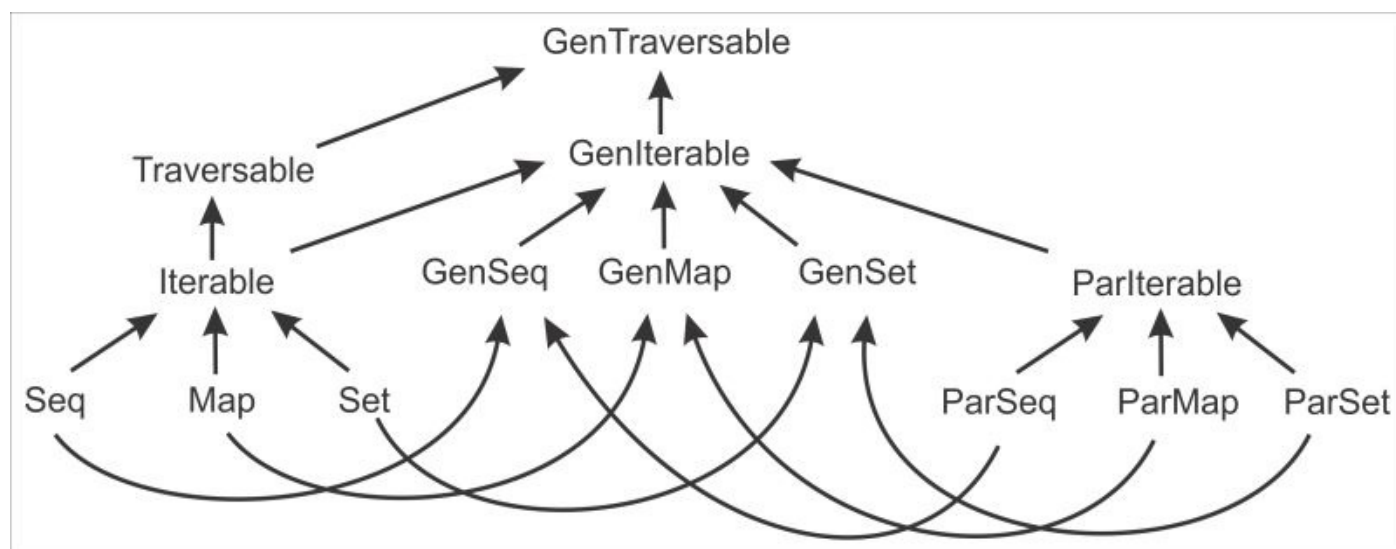 GenTraversable
GenIterable
Traversable
GenSeq GenMap GenSet
Iterable
ParIterable
Seq Map Set
ParSeq ParMap ParSet